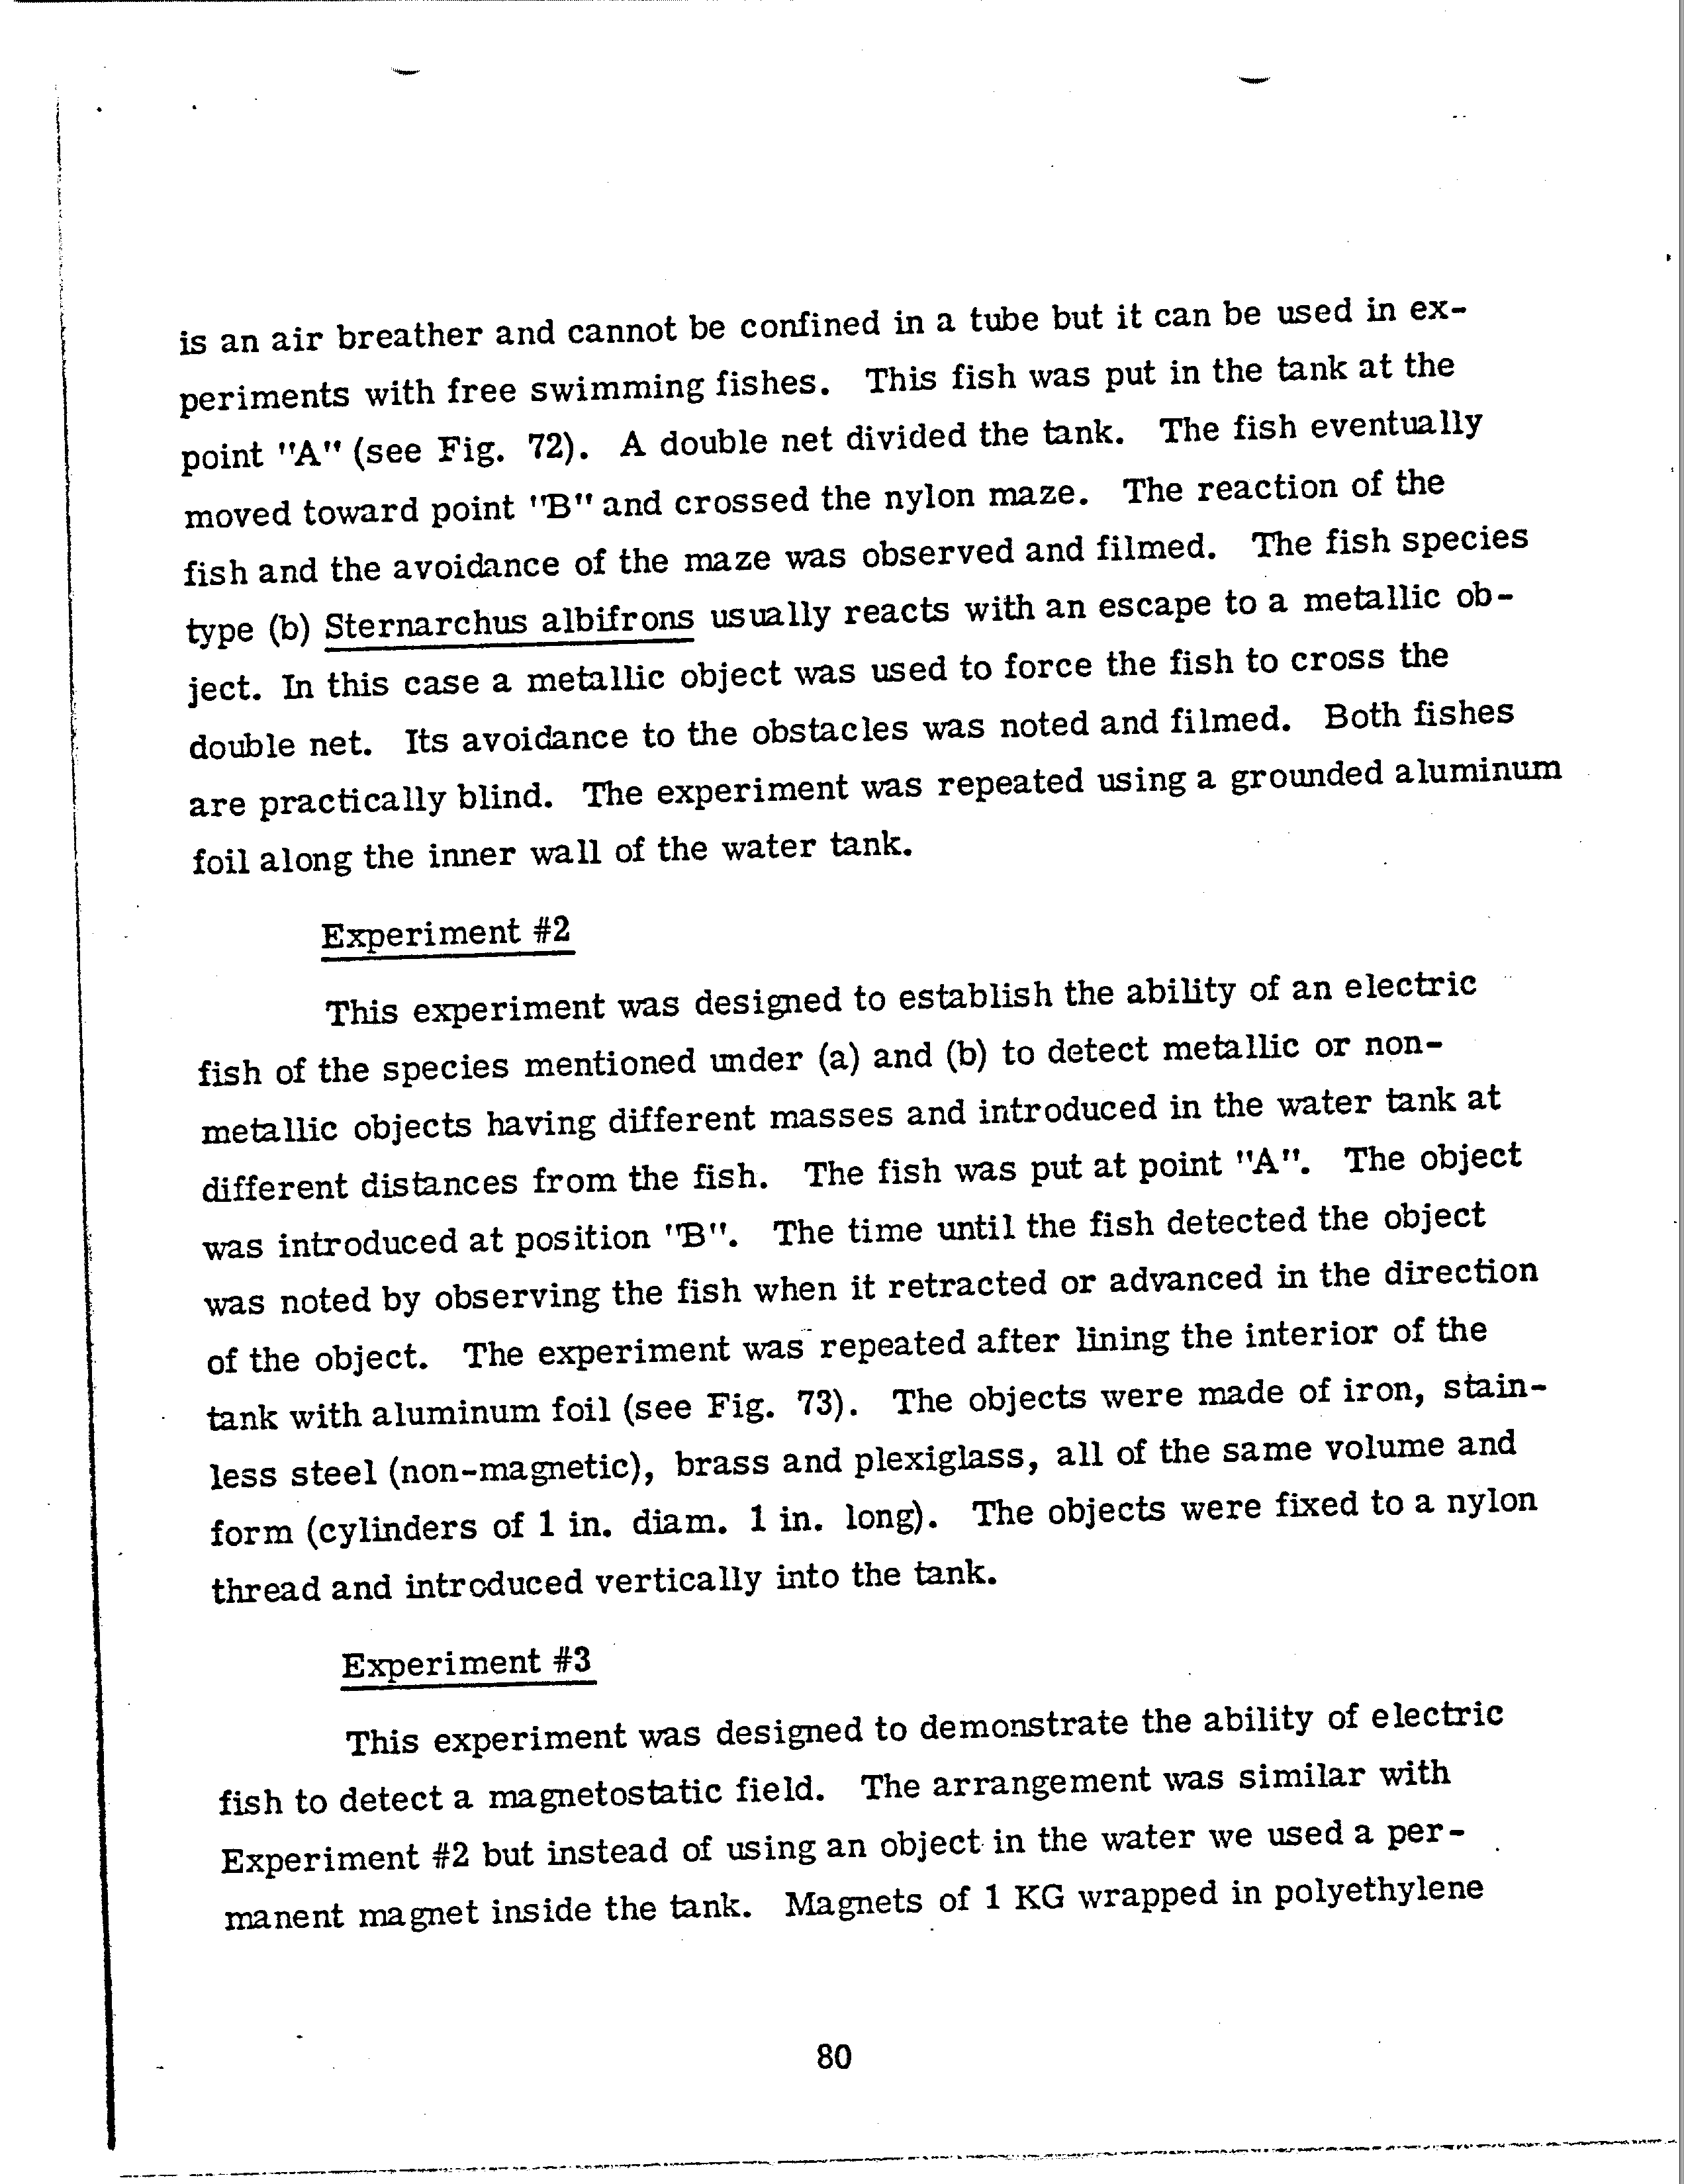 is an air breather and cannot be confined in a tube but it can be used in ex-
periments with free swimming fishes. This fish was put in the tank at the
point "A" (see Fig. 72). A double net divided the tank. The fish eventually
moved toward point "B" and crossed the nylon maze. The reaction of the
fish and the avoidance of the maze was observed and filmed. The fish species
type (b) Sternarchus albifrons usually reacts with an escape to a metallic ob-
ject. In this case a metallic object was used to force the fish to cross the
double net. Its avoidance to the obstacles was noted and filmed. Both fishes
are practically blind. The experiment was repeated using a grounded aluminum
foil along the inner wall of the water tank.
Experiment #2
This experiment was designed to establish the ability of an electric
fish of the species mentioned under (a) and (b) to detect metallic or non-
metallic objects having different masses and introduced in the water tank at
different distances from the fish. The fish was put at point "A". The object
was introduced at position "B". The time until the fish detected the object
was noted by observing the fish when it retracted or advanced in the direction
of the object. The experiment was repeated after lining the interior of the
tank with aluminum foil (see Fig. 73). The objects were made of iron, stain-
less steel (non-magnetic), brass and plexiglass, all of the same volume and
form (cylinders of 1 in. diam. 1 in. long). The objects were fixed to a nylon
thread and introduced vertically into the tank.
Experiment #3
This experiment was designed to demonstrate the ability of electric
fish to detect a magnetostatic field. The arrangement was similar with
Experiment #2 but instead of using an object in the water we used a per-
manent magnet inside the tank. Magnets of 1 KG wrapped in polyethylene
80